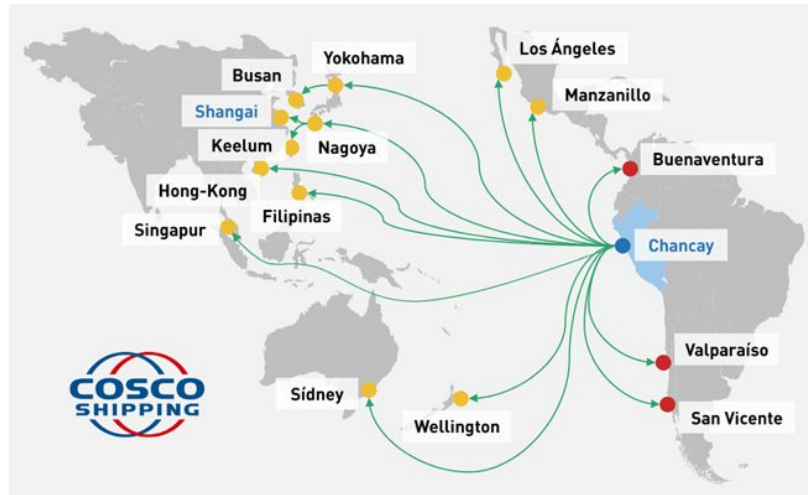 Los Ángeles
Yokohama
Busan
Manzanillo
Shangai
Keelum
Nagoya
Buenaventura
Hong-Kong
Filipinas
Singapur
Chancay
Valparaíso
COSCO
SHIPPING
Sídney
San Vicente
Wellington